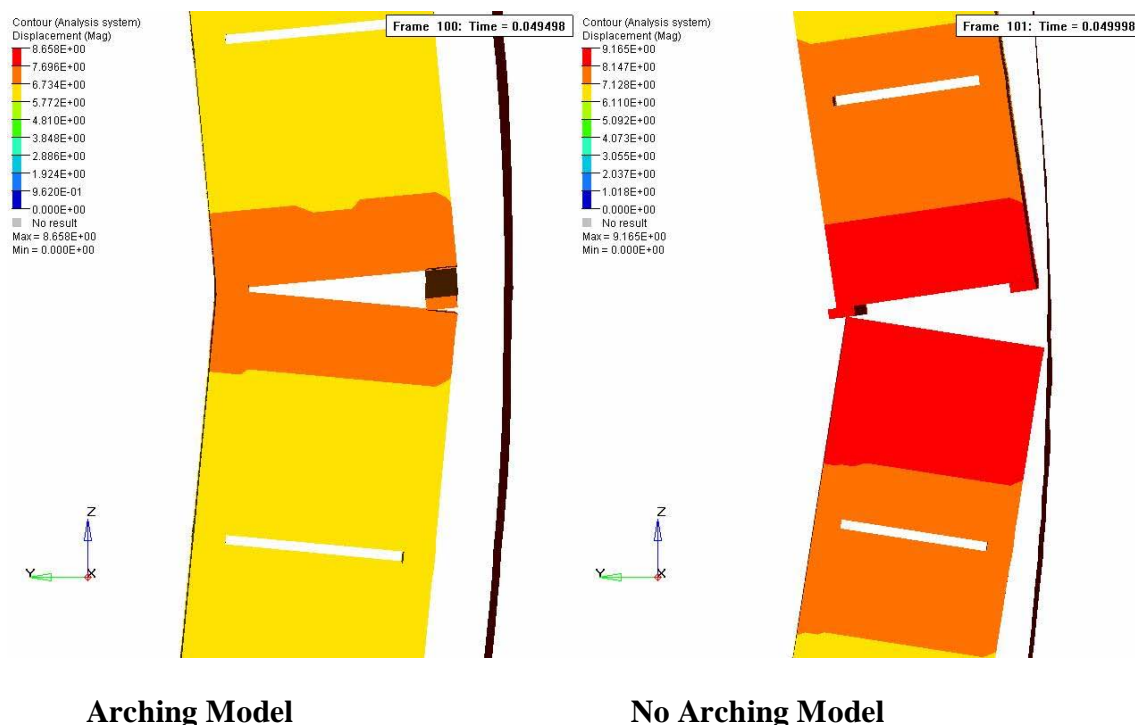 Contour (Analysis system)
Displacement (Mag)
8.658E+00
7.696E+00
6.734E+00
5.772E+00
4.810E+00
3.848E+00
2.886E+00
1.924E+00
9.620E-01
0.000E+00
No result
Max = 8.658E+00
Min = 0.000E+00
Frame 100: Time = 0.049498
Z
Y
X
Arching Model
Contour (Analysis system)
Displacement (Mag)
9.165E+00
8.147E+00
7.128E+00
6.110E+00
5.092E+00
4.073E+00
3.055E+00
2.037E+00
1.018E+00
0.000E+00
No result
Max = 9.165E+00
Min = 0.000E+00
Frame 101: Time = 0.049998
Z
Y
X
No Arching Model